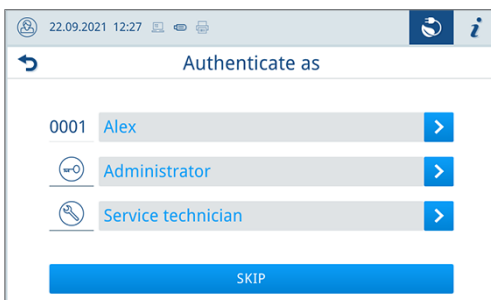 22.09.2021 12:27
i
Authenticate as
0001 Alex
Administrator
Service technician
SKIP